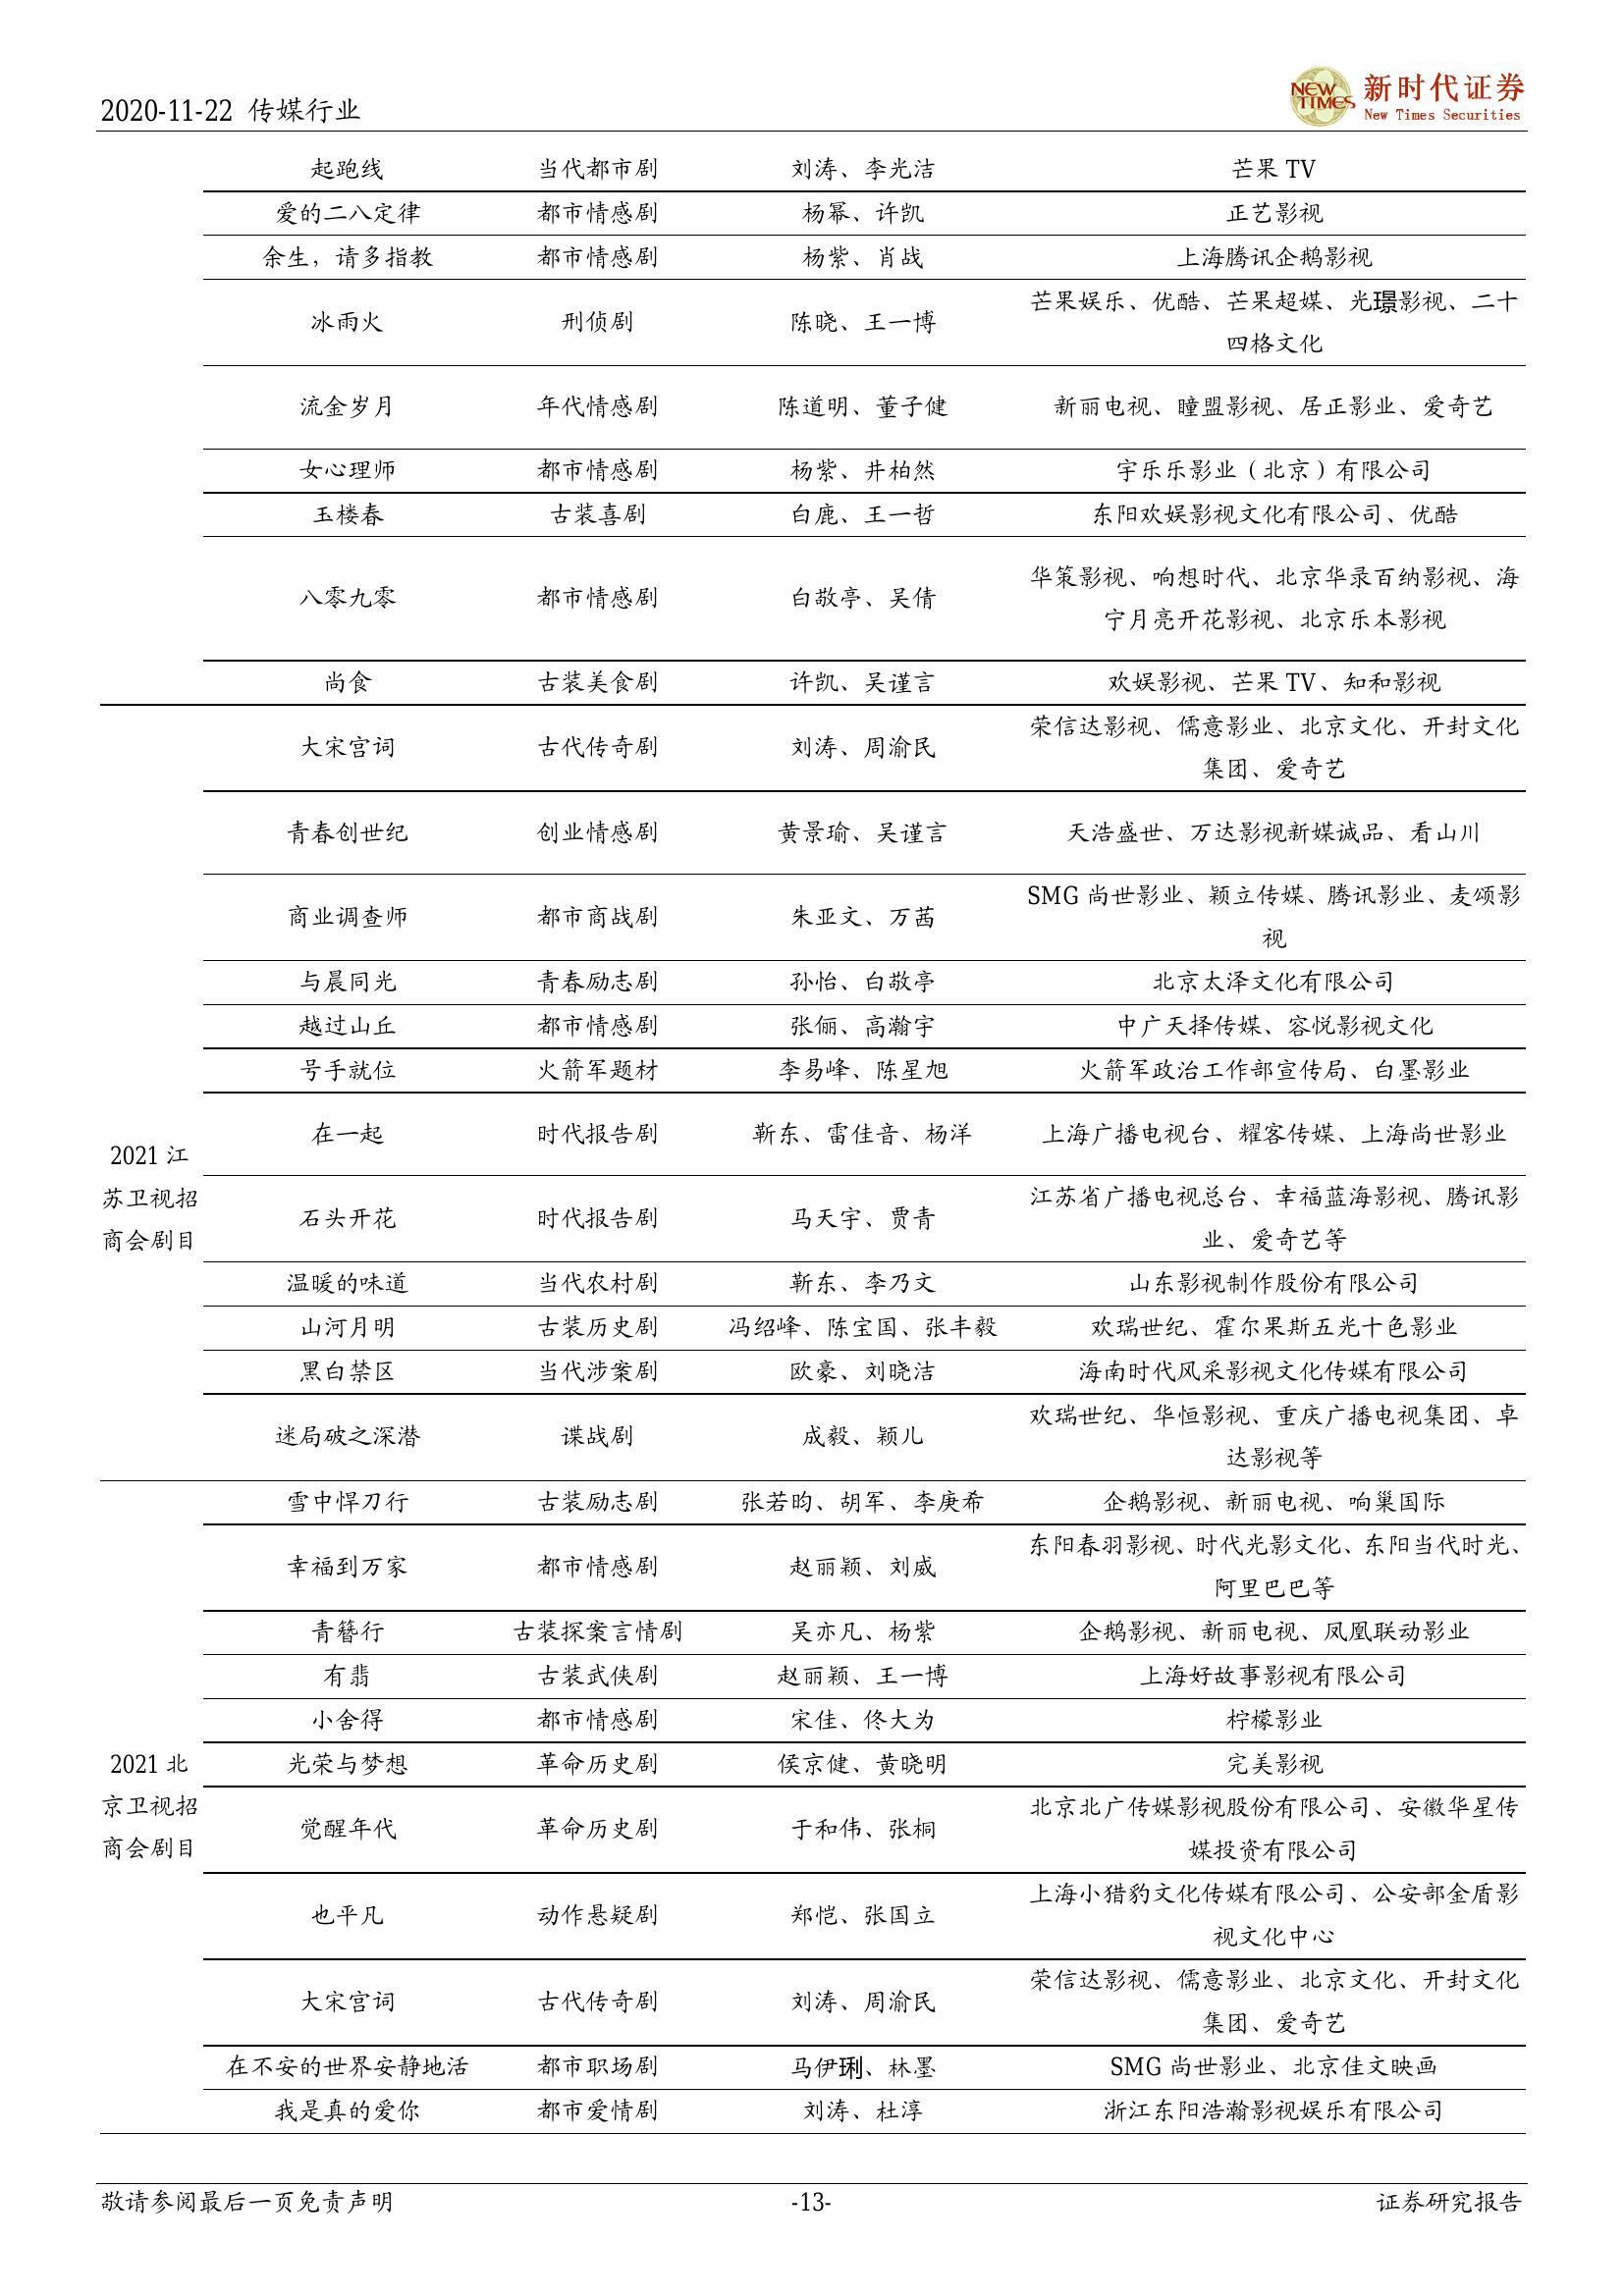 2020-11-22 传媒行业
NEW TIMES 新时代证券
New Times Securities
起跑线 当代都市剧 刘涛、李光洁 芒果 TV
爱的二八定律 都市情感剧 杨幂、许凯 正艺影视
余生，请多指教 都市情感剧 杨紫、肖战 上海腾讯企鹅影视
冰雨火 刑侦剧 陈晓、王一博 芒果娱乐、优酷、芒果超媒、光璟影视、二十
四格文化
流金岁月 年代情感剧 陈道明、董子健 新丽电视、瞳盟影视、居正影业、爱奇艺
女心理师 都市情感剧 杨紫、井柏然 宇乐乐影业（北京）有限公司
玉楼春 古装喜剧 白鹿、王一哲 东阳欢娱影视文化有限公司、优酷
八零九零 都市情感剧 白敬亭、吴倩 华策影视、响想时代、北京华录百纳影视、海
宁月亮开花影视、北京乐本影视
尚食 古装美食剧 许凯、吴谨言 欢娱影视、芒果 TV、知和影视
大宋宫词 古代传奇剧 刘涛、周渝民 荣信达影视、儒意影业、北京文化、开封文化
集团、爱奇艺
青春创世纪 创业情感剧 黄景瑜、吴谨言 天浩盛世、万达影视新媒诚品、看山川
商业调查师 都市商战剧 朱亚文、万茜 SMG 尚世影业、颖立传媒、腾讯影业、麦颂影
视
与晨同光 青春励志剧 孙怡、白敬亭 北京太泽文化有限公司
越过山丘 都市情感剧 张俪、高瀚宇 中广天择传媒、容悦影视文化
号手就位 火箭军题材 李易峰、陈星旭 火箭军政治工作部宣传局、白墨影业
在一起 时代报告剧 靳东、雷佳音、杨洋 上海广播电视台、耀客传媒、上海尚世影业
2021 江
苏卫视招
商会剧目
石头开花 时代报告剧 马天宇、贾青 江苏省广播电视总台、幸福蓝海影视、腾讯影
业、爱奇艺等
温暖的味道 当代农村剧 靳东、李乃文 山东影视制作股份有限公司
山河月明 古装历史剧 冯绍峰、陈宝国、张丰毅 欢瑞世纪、霍尔果斯五光十色影业
黑白禁区 当代涉案剧 欧豪、刘晓洁 海南时代风采影视文化传媒有限公司
迷局破之深潜 谍战剧 成毅、颖儿 欢瑞世纪、华恒影视、重庆广播电视集团、卓
达影视等
雪中悍刀行 古装励志剧 张若昀、胡军、李庚希 企鹅影视、新丽电视、响巢国际
幸福到万家 都市情感剧 赵丽颖、刘威 东阳春羽影视、时代光影文化、东阳当代时光、
阿里巴巴等
青簪行 古装探案言情剧 吴亦凡、杨紫 企鹅影视、新丽电视、凤凰联动影业
有翡 古装武侠剧 赵丽颖、王一博 上海好故事影视有限公司
小舍得 都市情感剧 宋佳、佟大为 柠檬影业
2021 北
京卫视招
商会剧目
光荣与梦想 革命历史剧 侯京健、黄晓明 完美影视
觉醒年代 革命历史剧 于和伟、张桐 北京北广传媒影视股份有限公司、安徽华星传
媒投资有限公司
也平凡 动作悬疑剧 郑恺、张国立 上海小猎豹文化传媒有限公司、公安部金盾影
视文化中心
大宋宫词 古代传奇剧 刘涛、周渝民 荣信达影视、儒意影业、北京文化、开封文化
集团、爱奇艺
在不安的世界安静地活 都市职场剧 马伊琍、林墨 SMG 尚世影业、北京佳文映画
我是真的爱你 都市爱情剧 刘涛、杜淳 浙江东阳浩瀚影视娱乐有限公司
敬请参阅最后一页免责声明 -13- 证券研究报告